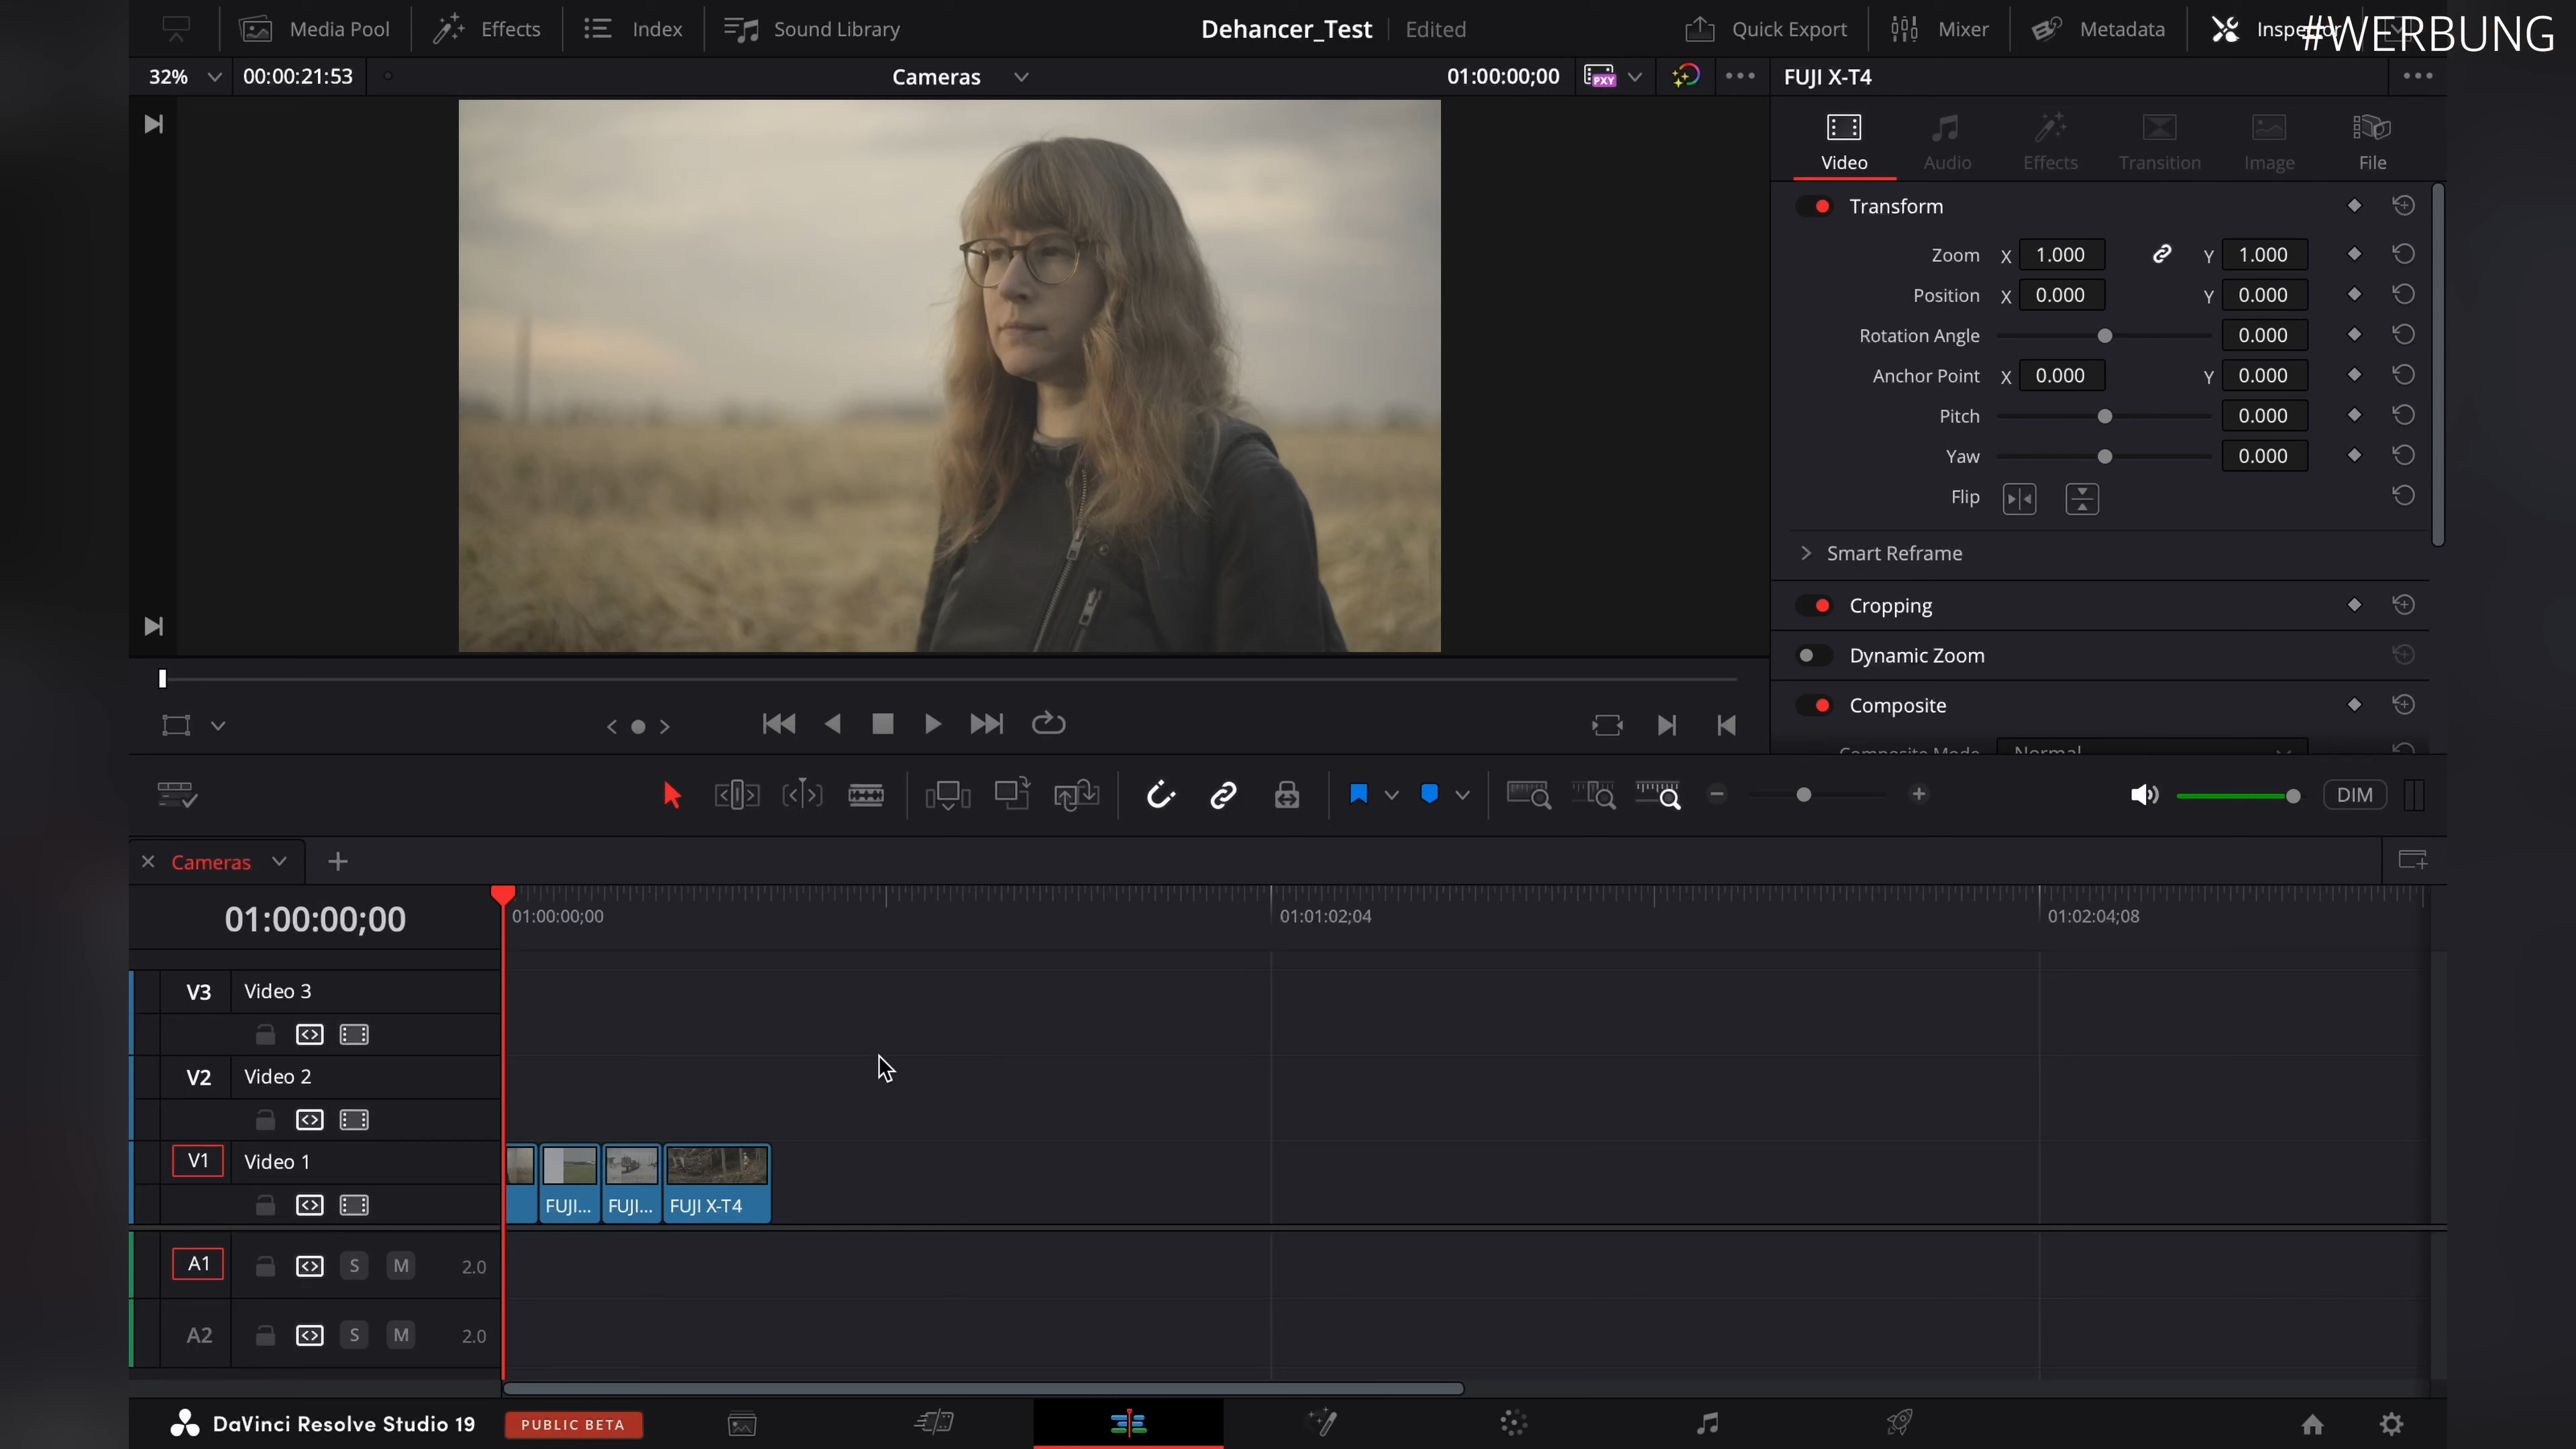 Media Pool
Effects
Index
Sound Library
Dehancer_Test
Edited
Quick Export
Mixer
Metadata
Inspector
#WERBUNG
32%
00:00:21:53
Cameras
01:00:00;00
PXY
FUJI X-T4
Video
Audio
Effects
Transition
Image
File
Transform
Zoom X 1.000 Y 1.000
Position X 0.000 Y 0.000
Rotation Angle 0.000
Anchor Point X 0.000 Y 0.000
Pitch 0.000
Yaw 0.000
Flip
Smart Reframe
Cropping
Dynamic Zoom
Composite
Composite Mode Normal
DIM
Cameras
01:00:00;00
01:00:00;00
01:01:02;04
01:02:04;08
V3 Video 3
V2 Video 2
V1 Video 1
FUJI...
FUJI...
FUJI X-T4
A1 S M 2.0
A2 S M 2.0
DaVinci Resolve Studio 19
PUBLIC BETA